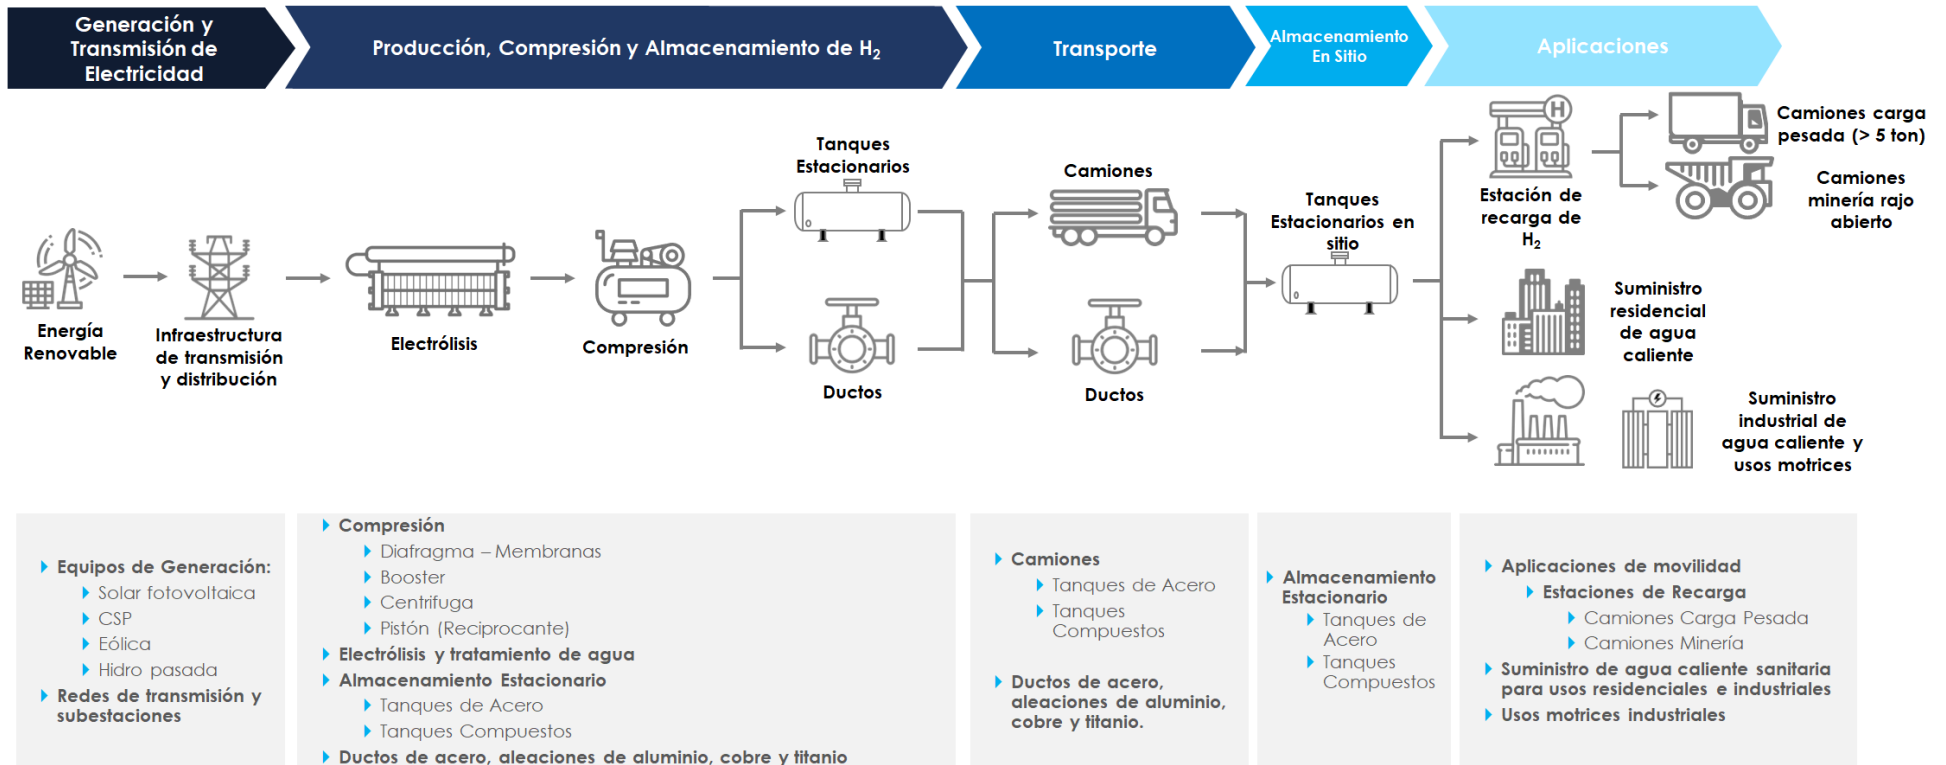 Generación y
Transmisión de
Electricidad
Producción, Compresión y Almacenamiento de H2
Transporte
Almacenamiento
En Sitio
Aplicaciones
Energía
Renovable
Infraestructura
de transmisión
y distribución
Electrólisis
Compresión
Tanques
Estacionarios
Ductos
Camiones
Ductos
Tanques
Estacionarios en
sitio
H
Estación de
recarga de
H2
Camiones carga
pesada (> 5 ton)
Camiones
minería rajo
abierto
Suministro
residencial
de agua
caliente
Suministro
industrial de
agua caliente y
usos motrices
Equipos de Generación:
Solar fotovoltaica
CSP
Eólica
Hidro pasada
Redes de transmisión y
subestaciones
Compresión
Diafragma – Membranas
Booster
Centrifuga
Pistón (Reciprocante)
Electrólisis y tratamiento de agua
Almacenamiento Estacionario
Tanques de Acero
Tanques Compuestos
Ductos de acero, aleaciones de aluminio, cobre y titanio
Camiones
Tanques de Acero
Tanques
Compuestos
Ductos de acero,
aleaciones de aluminio,
cobre y titanio.
Almacenamiento
Estacionario
Tanques de
Acero
Tanques
Compuestos
Aplicaciones de movilidad
Estaciones de Recarga
Camiones Carga Pesada
Camiones Minería
Suministro de agua caliente sanitaria
para usos residenciales e industriales
Usos motrices industriales